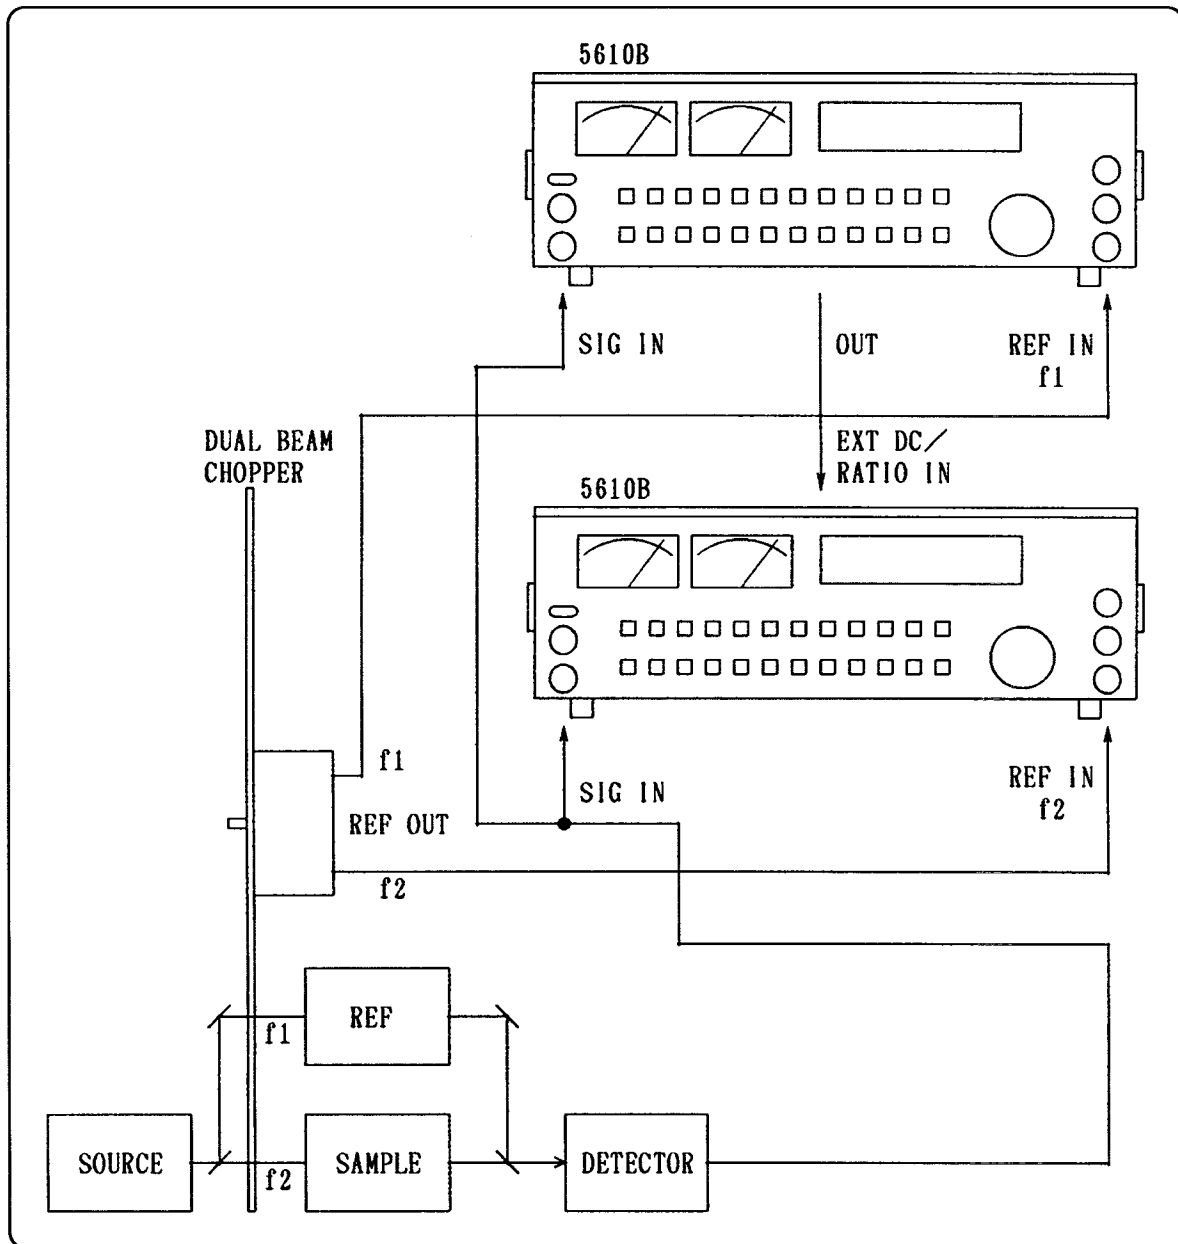 5610B
SIG IN
OUT
REF IN
f1
DUAL BEAM
CHOPPER
EXT DC/
RATIO IN
5610B
f1
SIG IN
REF IN
f2
REF OUT
f2
f1
REF
SOURCE
f2
SAMPLE
DETECTOR